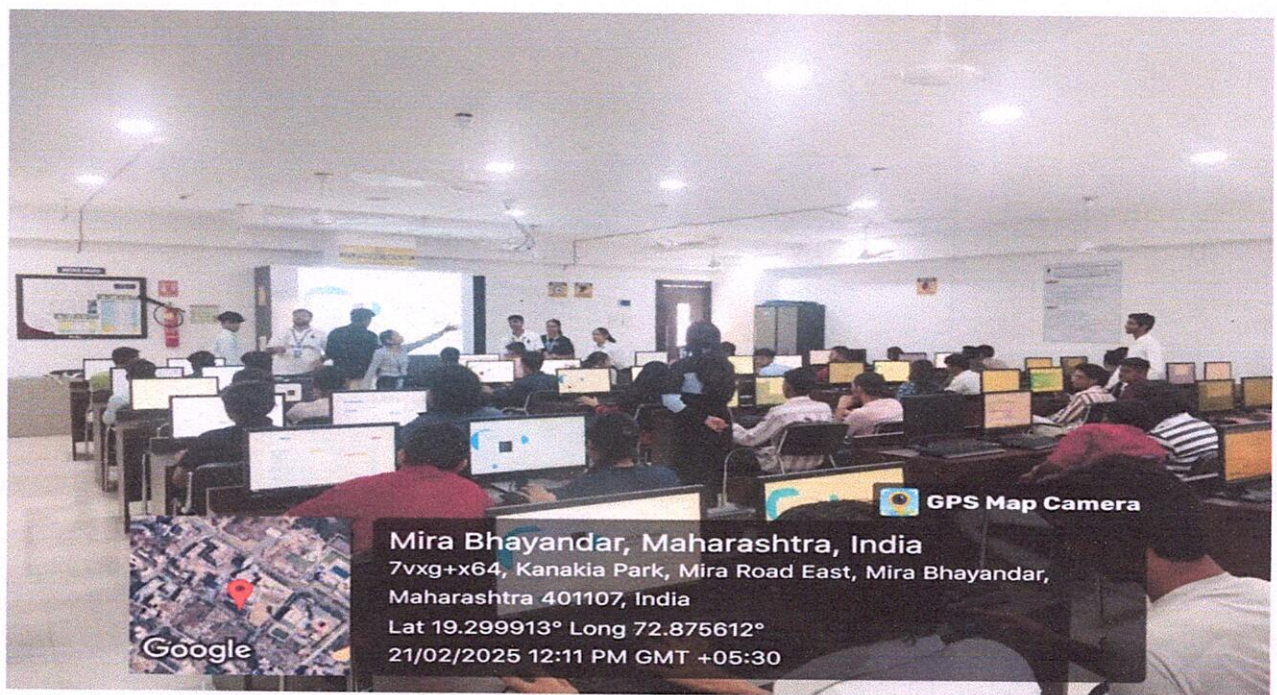 GPS Map Camera
Mira Bhayandar, Maharashtra, India
7vxg+x64, Kanakia Park, Mira Road East, Mira Bhayandar,
Maharashtra 401107, India
Lat 19.299913° Long 72.875612°
21/02/2025 12:11 PM GMT +05:30
Google